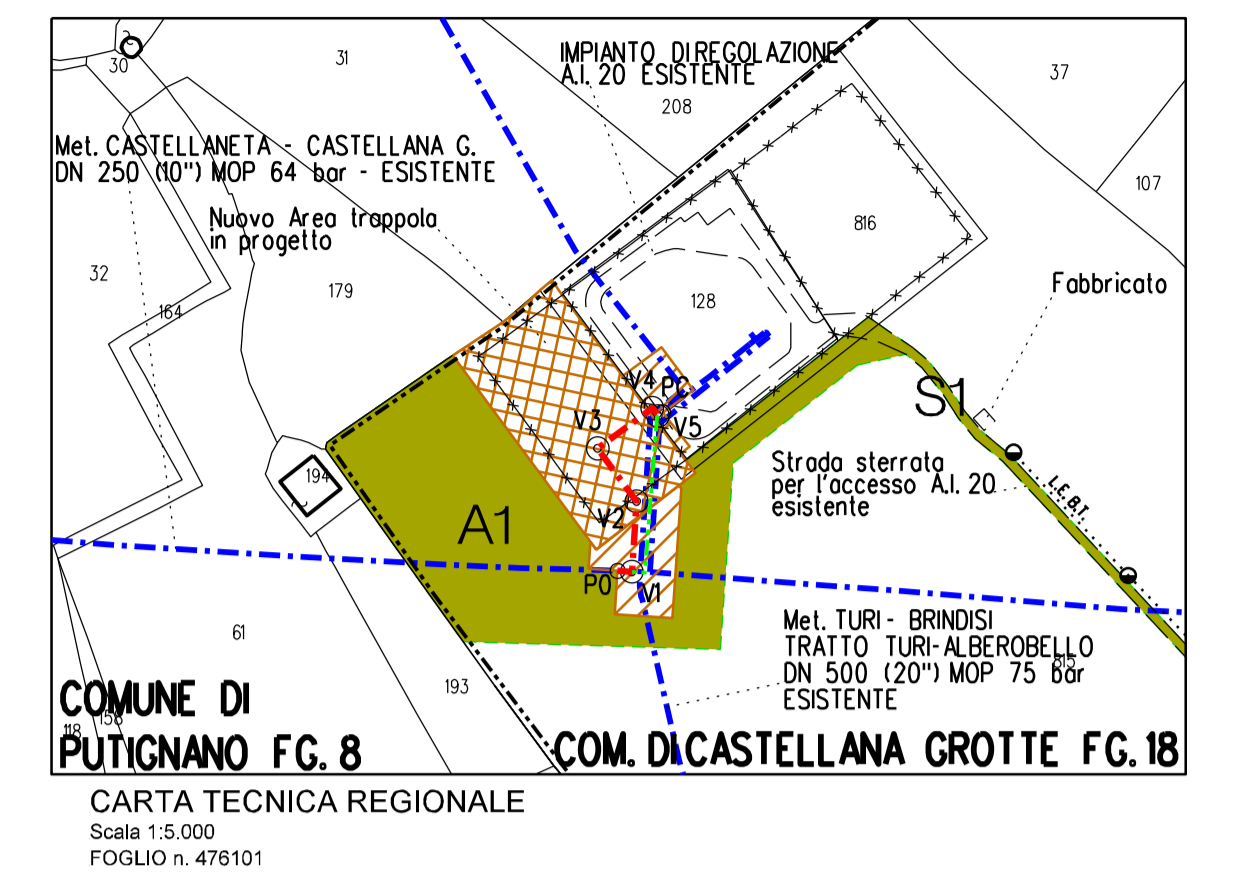 30
31
IMPIANTO DI REGOLAZIONE
A.I. 20 ESISTENTE
208
37
107
Met. CASTELLANETA - CASTELLANA G.
DN 250 (10") MOP 64 bar - ESISTENTE
Nuovo Area trappola
in progetto
32
164
179
816
128
Fabbricato
V4
PC
V3
V5
S1
194
Strada sterrata
per l'accesso A.I. 20
esistente
I.E.B.T.
A1
V2
P0
V1
61
Met. TURI - BRINDISI
TRATTO TURI-ALBEROBELLO
DN 500 (20") MOP 75 bar
ESISTENTE
815
193
COMUNE DI
118
158
PUTIGNANO FG. 8
COM. DI CASTELLANA GROTTE FG. 18
CARTA TECNICA REGIONALE
Scala 1:5.000
FOGLIO n. 476101